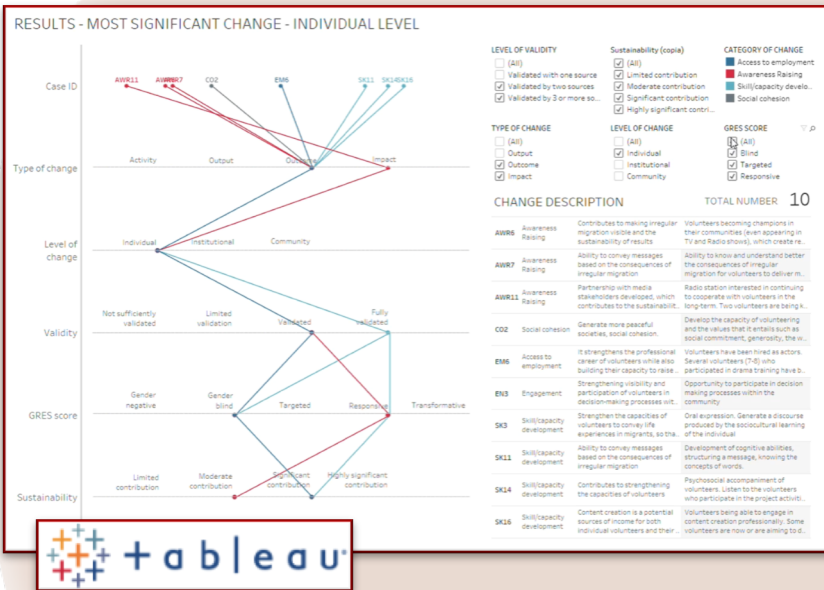 RESULTS - MOST SIGNIFICANT CHANGE - INDIVIDUAL LEVEL
Case ID
AWR11
AWR7
CO2
EM6
SK11
SK14
SK16
Type of change
Activity
Output
Outcome
Impact
Level of
change
Individual
Institutional
Community
Validity
Not sufficiently
validated
Limited
validation
Validated
Fully
validated
GRES score
Gender
negative
Gender
blind
Targeted
Responsive
Transformative
Sustainability
Limited
contribution
Moderate
contribution
Significant
contribution
Highly significant
contribution
LEVEL OF VALIDITY
(All)
Validated with one source
Validated by two sources
Validated by 3 or more so...
Sustainability (copia)
(All)
Limited contribution
Moderate contribution
Significant contribution
Highly significant contri...
CATEGORY OF CHANGE
Access to employment
Awareness Raising
Skill/capacity develo..
Social cohesion
TYPE OF CHANGE
(All)
Output
Outcome
Impact
LEVEL OF CHANGE
(All)
Individual
Institutional
Community
GRES SCORE
(All)
Blind
Targeted
Responsive
CHANGE DESCRIPTION
TOTAL NUMBER 10
AWR6
Awareness
Raising
Contributes to making irregular
migration visible and the
sustainability of results
Volunteers becoming champions in
their communities (even appearing in
TV and Radio shows), which create re..
AWR7
Awareness
Raising
Ability to convey messages
based on the consequences of
irregular migration
Ability to know and understand better
the consequences of irregular
migration for volunteers to deliver m..
AWR11
Awareness
Raising
Partnership with media
stakeholders developed, which
contributes to the sustainabilit..
Radio station interested in continuing
to cooperate with volunteers in the
long-term. Two volunteers are being k..
CO2
Social cohesion
Generate more peaceful
societies, social cohesion.
Develop the capacity of volunteering
and the values that it entails such as
social commitment, generosity, the w..
EM6
Access to
employment
It strengthens the professional
career of volunteers while also
building their capacity to raise ..
Volunteers have been hired as actors.
Several volunteers (7-8) who
participated in drama training have b..
EN3
Engagement
Strengthening visibility and
participation of volunteers in
decision-making processes wit..
Opportunity to participate in decision
making processes within the
community
SK3
Skill/capacity
development
Strengthen the capacities of
volunteers to convey life
experiences in migrants, so tha..
Oral expression. Generate a discourse
produced by the sociocultural learning
of the individual
SK11
Skill/capacity
development
Ability to convey messages
based on the consequences of
irregular migration
Development of cognitive abilities,
structuring a message, knowing the
concepts of words.
SK14
Skill/capacity
development
Contributes to strengthening
the capacities of volunteers
Psychosocial accompaniment of
volunteers. Listen to the volunteers
who participate in the project activiti..
SK16
Skill/capacity
development
Content creation is a potential
sources of income for both
individual volunteers and their ..
Volunteers being able to engage in
content creation professionally. Some
volunteers are now or are aiming to d..
+ableau